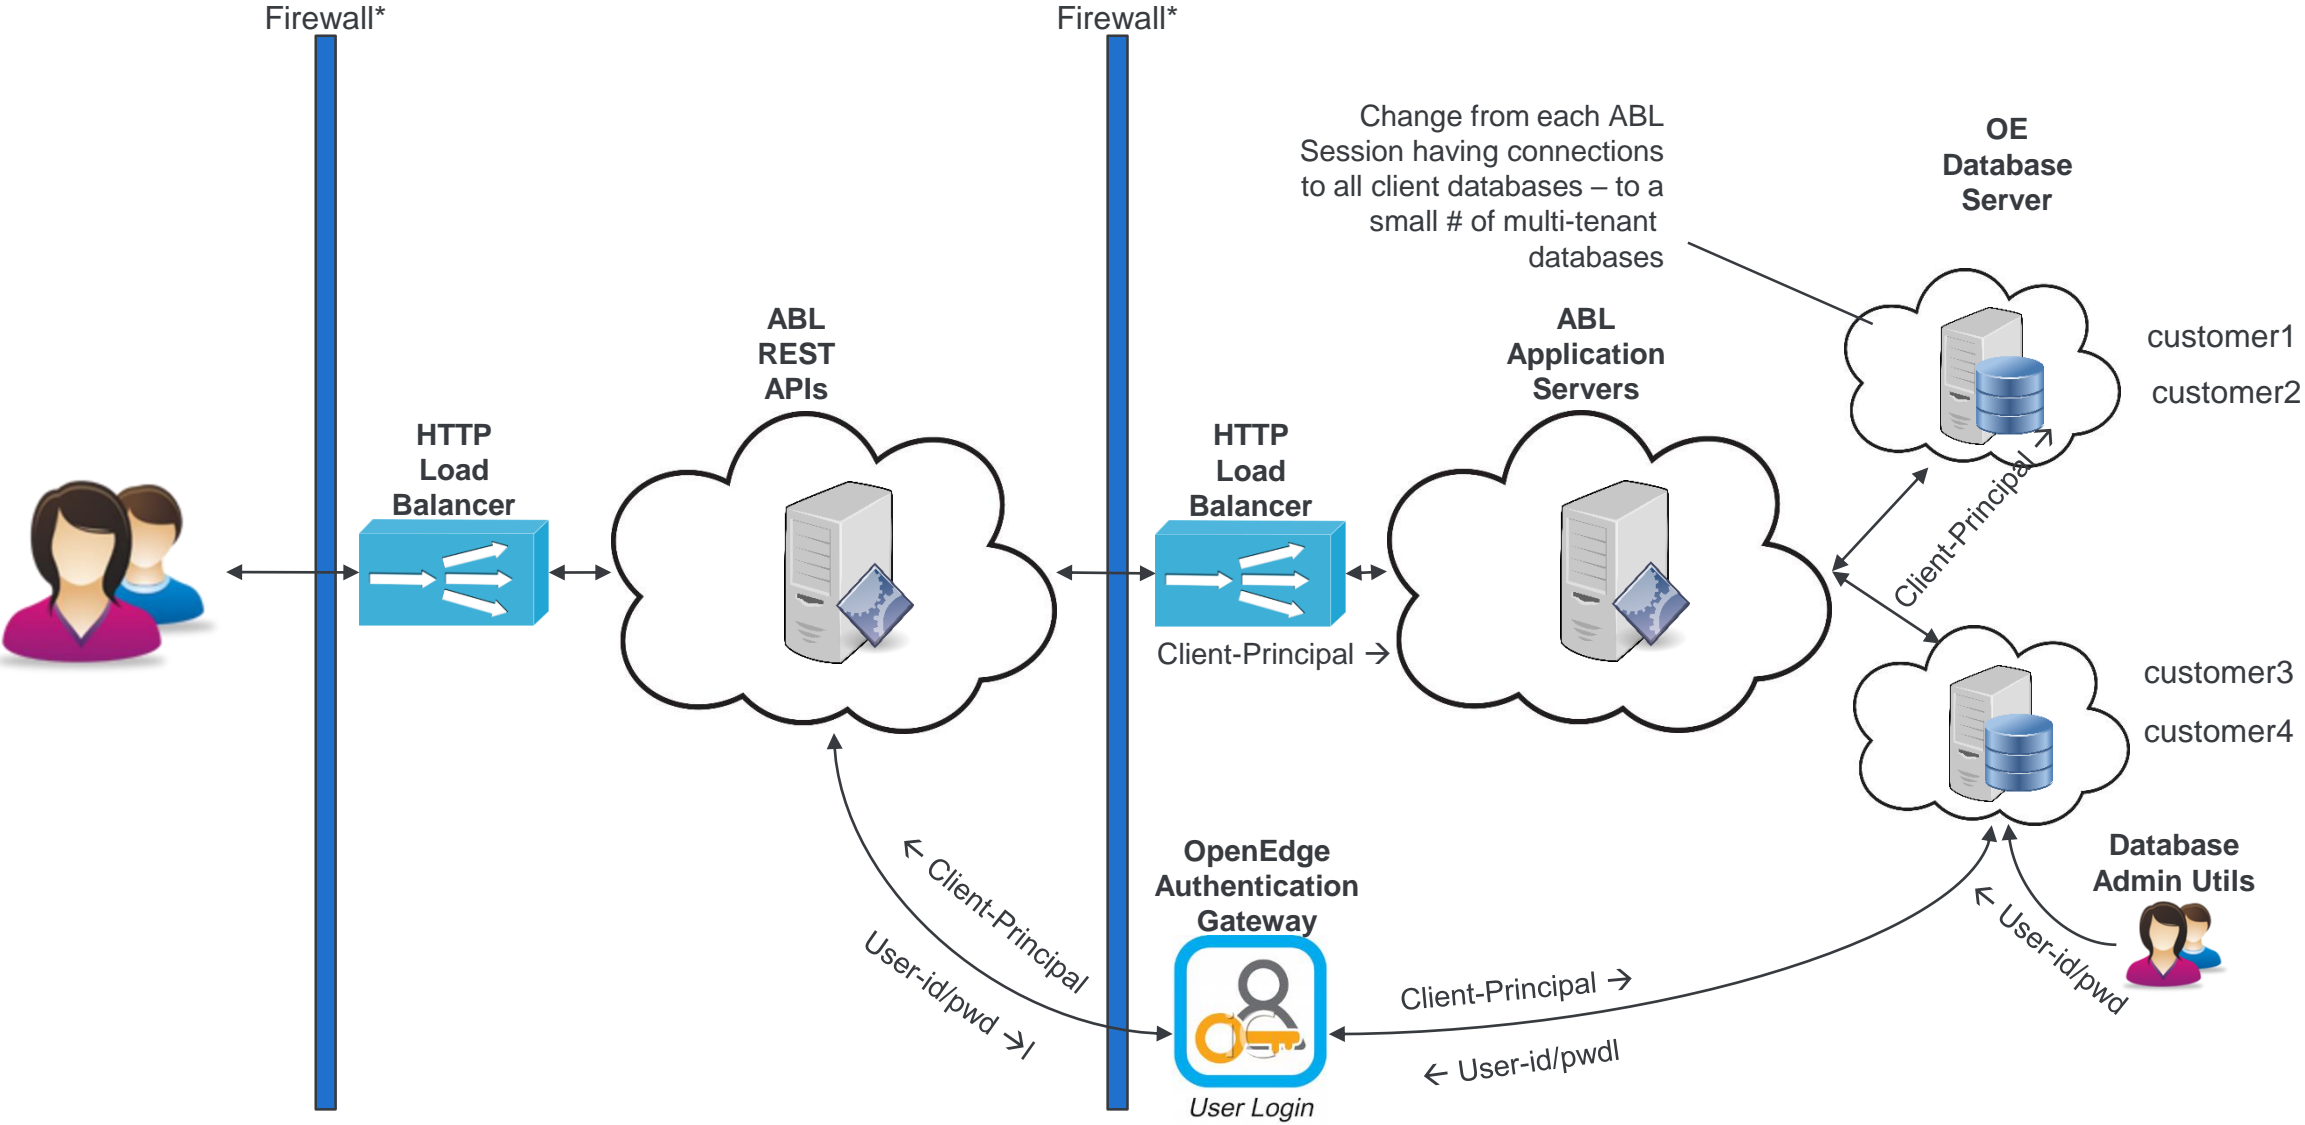 Firewall*
Firewall*
Change from each ABL
Session having connections
to all client databases – to a
small # of multi-tenant
databases
OE
Database
Server
ABL
REST
APIs
ABL
Application
Servers
customer1
customer2
HTTP
Load
Balancer
HTTP
Load
Balancer
Client-Principal →
Client-Principal →
customer3
customer4
OpenEdge
Authentication
Gateway
Database
Admin Utils
← Client-Principal
User-id/pwd →l
Client-Principal →
← User-id/pwdl
← User-id/pwd
User Login